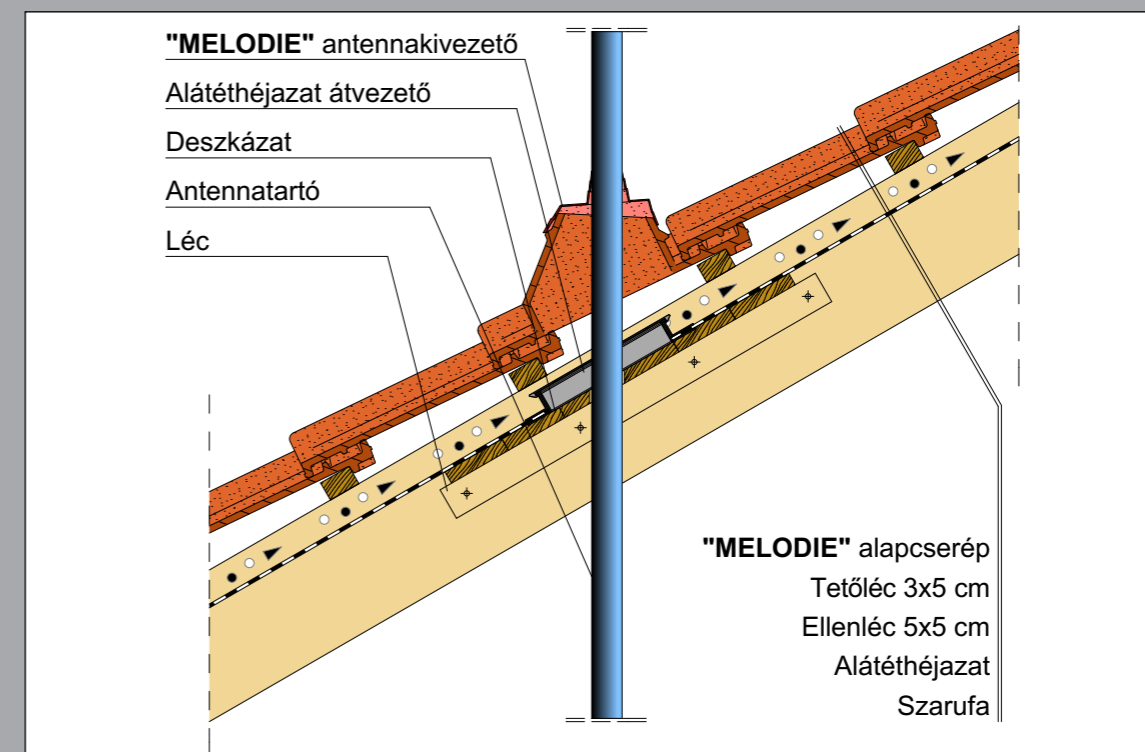 "MELODIE" antennakivezető
Alátéthéjazat átvezető
Deszkázat
Antennatartó
Léc
"MELODIE" alapcserép
Tetőléc 3x5 cm
Ellenléc 5x5 cm
Alátéthéjazat
Szarufa